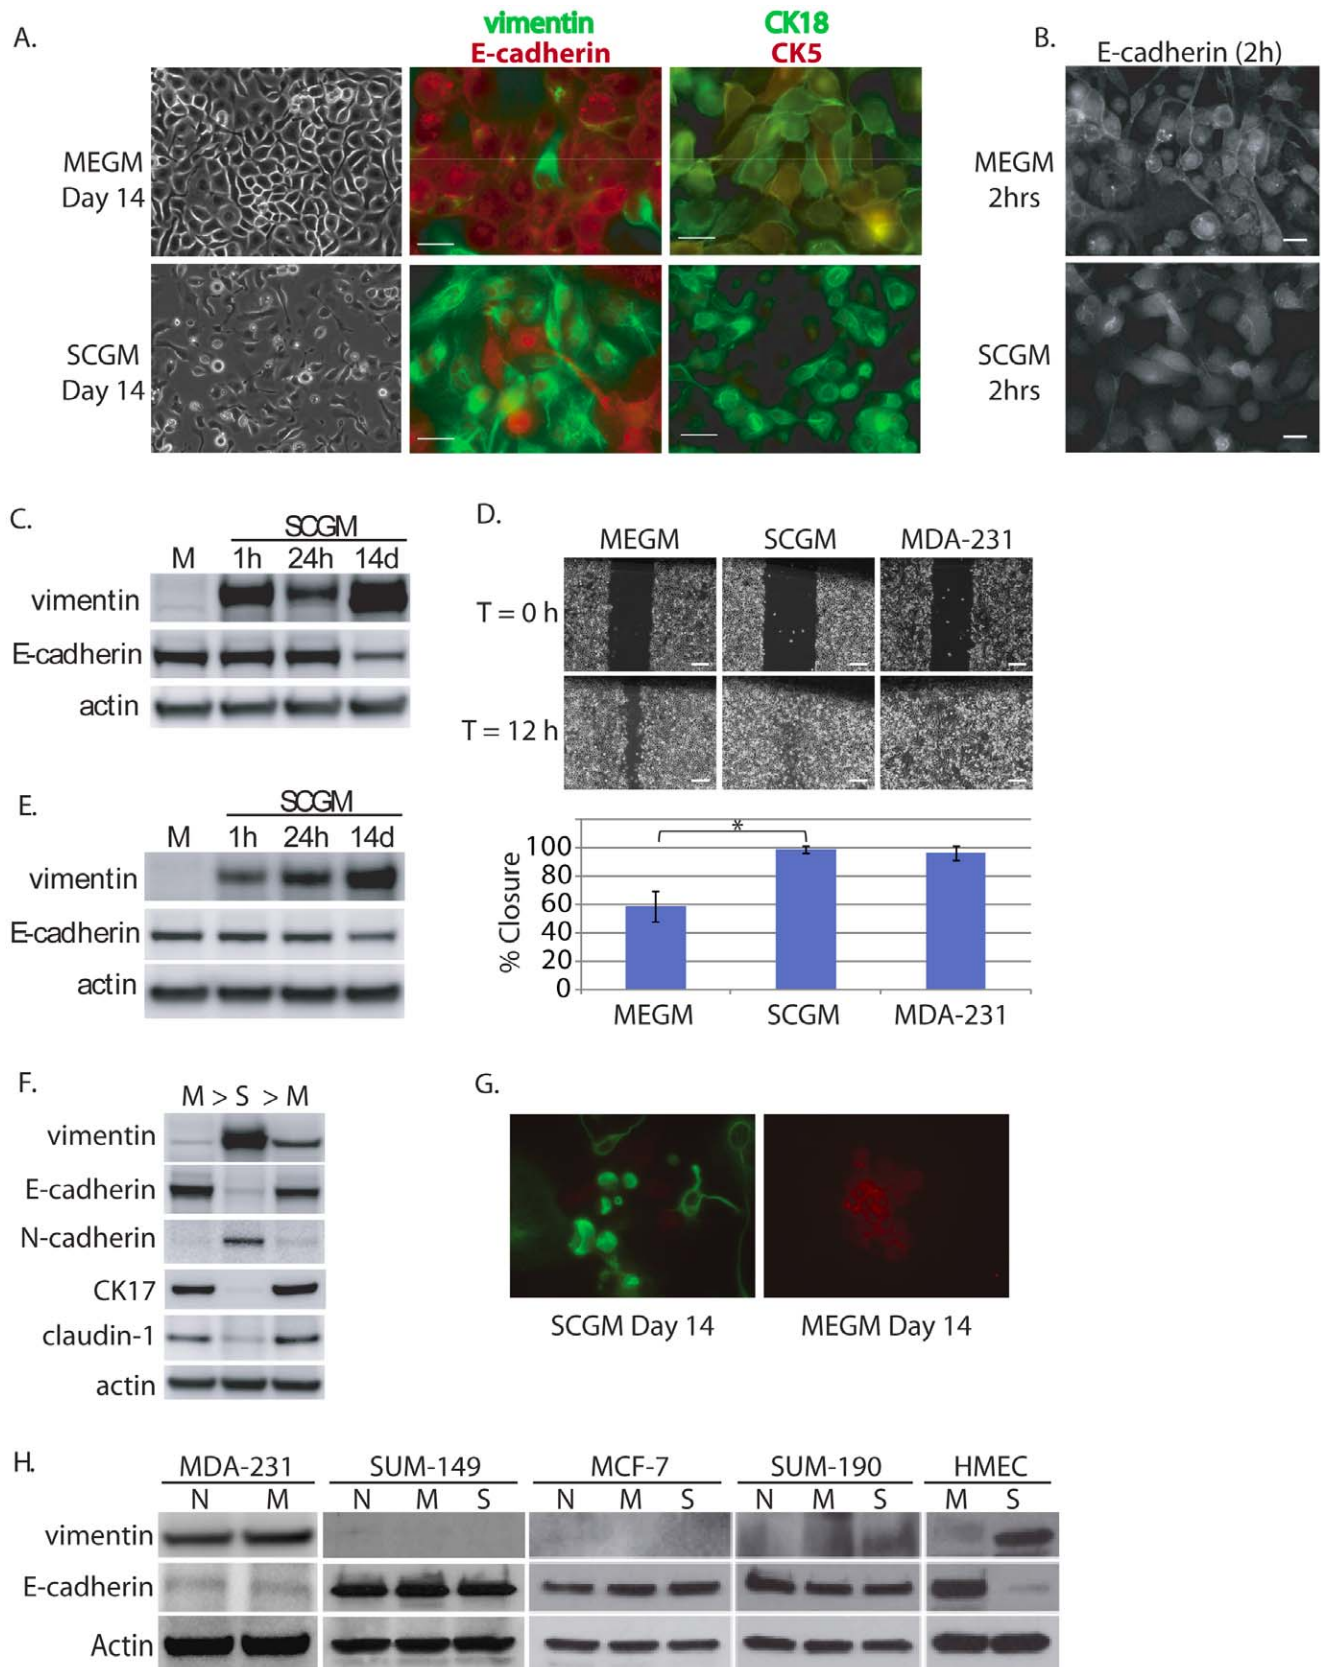 A.
vimentin
E-cadherin
CK18
CK5
MEGM
Day 14
SCGM
Day 14
B.
E-cadherin (2h)
MEGM
2hrs
SCGM
2hrs
C.
SCGM
M 1h 24h 14d
vimentin
E-cadherin
actin
D.
MEGM SCGM MDA-231
T = 0 h
T = 12 h
*
% Closure
100
80
60
40
20
0
MEGM SCGM MDA-231
E.
SCGM
M 1h 24h 14d
vimentin
E-cadherin
actin
F.
M > S > M
vimentin
E-cadherin
N-cadherin
CK17
claudin-1
actin
G.
SCGM Day 14 MEGM Day 14
H.
MDA-231 SUM-149 MCF-7 SUM-190 HMEC
N M N M S N M S N M S M S
vimentin
E-cadherin
Actin